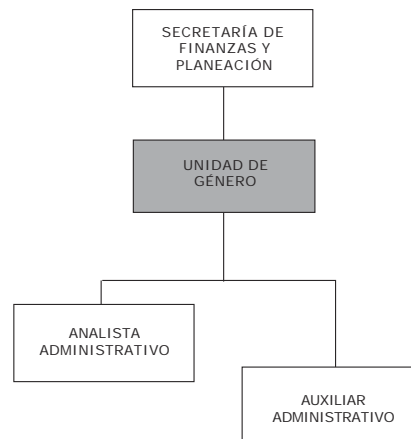 SECRETARÍA DE
FINANZAS Y
PLANEACIÓN
UNIDAD DE
GÉNERO
ANALISTA
ADMINISTRATIVO
AUXILIAR
ADMINISTRATIVO